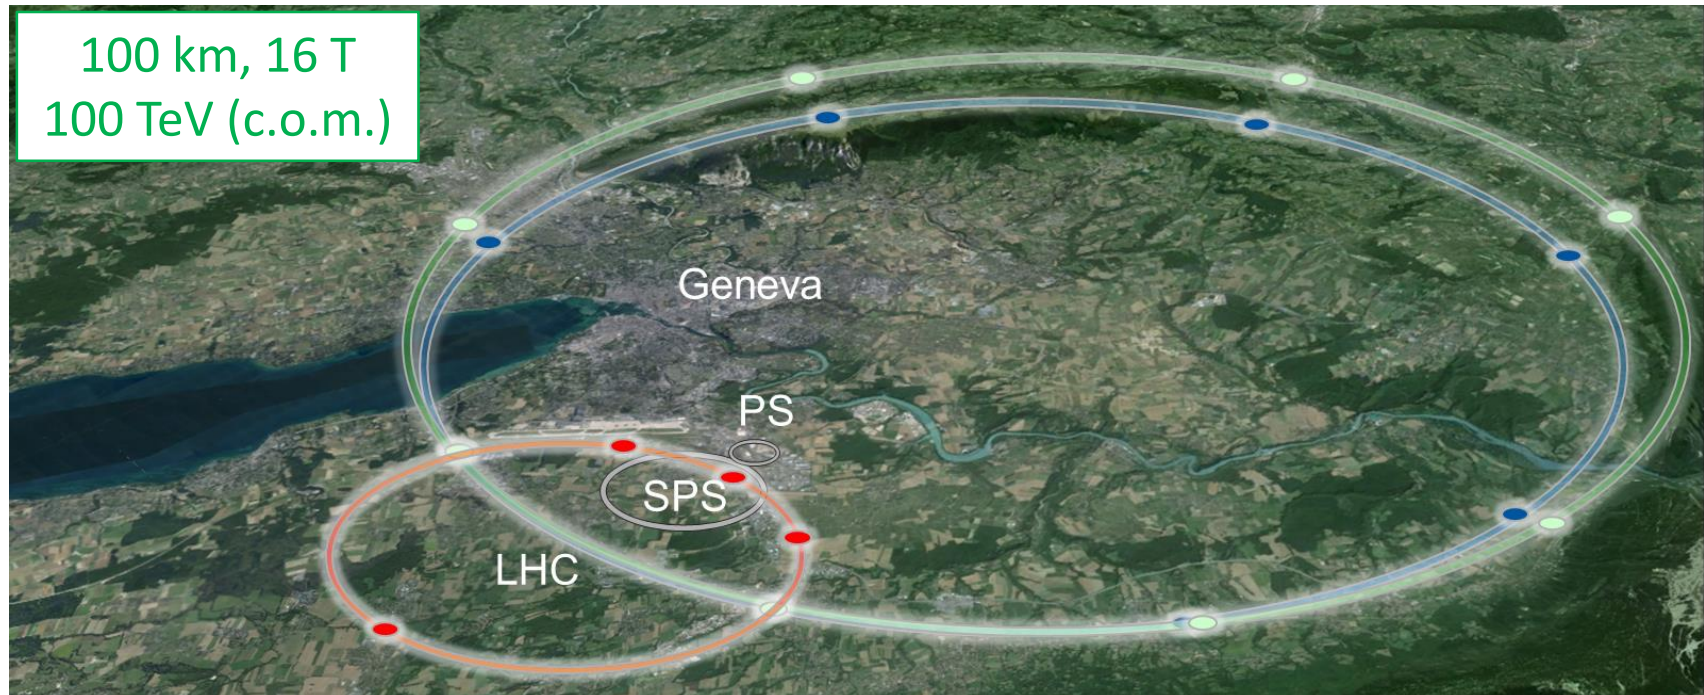 100 km, 16 T
100 TeV (c.o.m.)
Geneva
PS
SPS
LHC